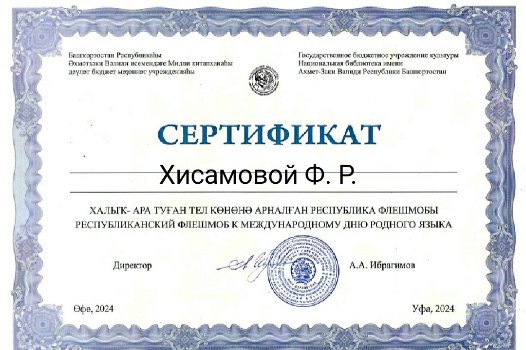 Башҡортостан Республикаһы
Әхмәтзәки Вәлиди исемендәге Милли китапханаһы
дәүләт бюджет мәҙәниәт учреждениеһы
Государственное бюджетное учреждение культуры
Национальная библиотека имени
Ахмет-Заки Валиди Республики Башкортостан
СЕРТИФИКАТ
Хисамовой Ф. Р.
ХАЛЫҠ- АРА ТУҒАН ТЕЛ КӨНӨНӘ АРНАЛҒАН РЕСПУБЛИКА ФЛЕШМОБЫ
РЕСПУБЛИКАНСКИЙ ФЛЕШМОБ К МЕЖДУНАРОДНОМУ ДНЮ РОДНОГО ЯЗЫКА
Директор
А.А. Ибрагимов
Өфө, 2024
Уфа, 2024